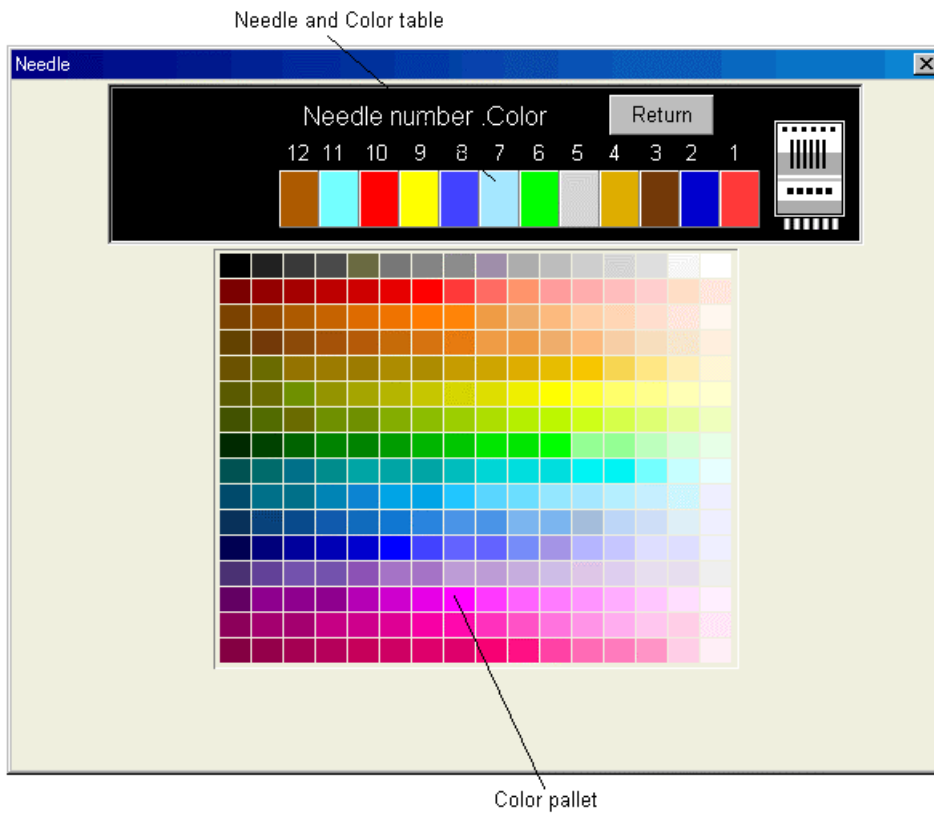 Needle and Color table
Needle
Needle number .Color
Return
12 11 10 9 8 7 6 5 4 3 2 1
Color pallet